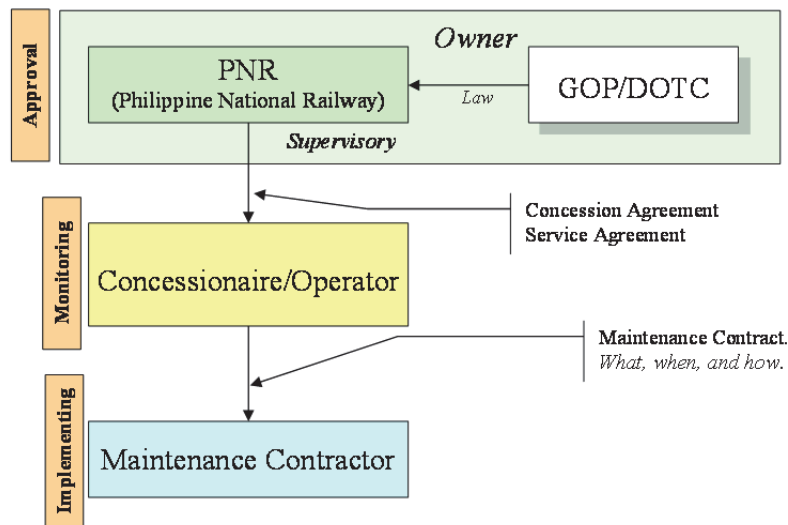 Approval
Owner
PNR
(Philippine National Railway)
Law
GOP/DOTC
Supervisory
Concession Agreement
Service Agreement
Monitoring
Concessionaire/Operator
Maintenance Contract.
What, when, and how.
Implementing
Maintenance Contractor